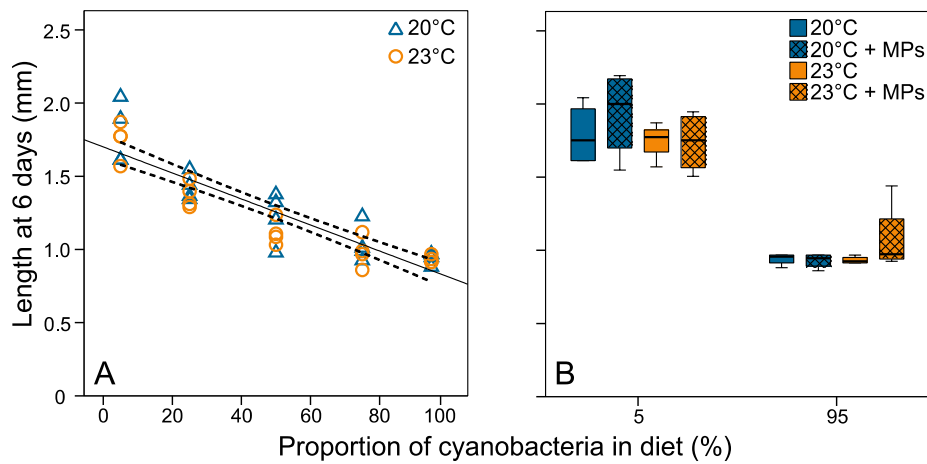 Length at 6 days (mm)
2.5
2.0
1.5
1.0
0.5
0
0 20 40 60 80 100
20°C
23°C
A
20°C
20°C + MPs
23°C
23°C + MPs
B
5 95
Proportion of cyanobacteria in diet (%)